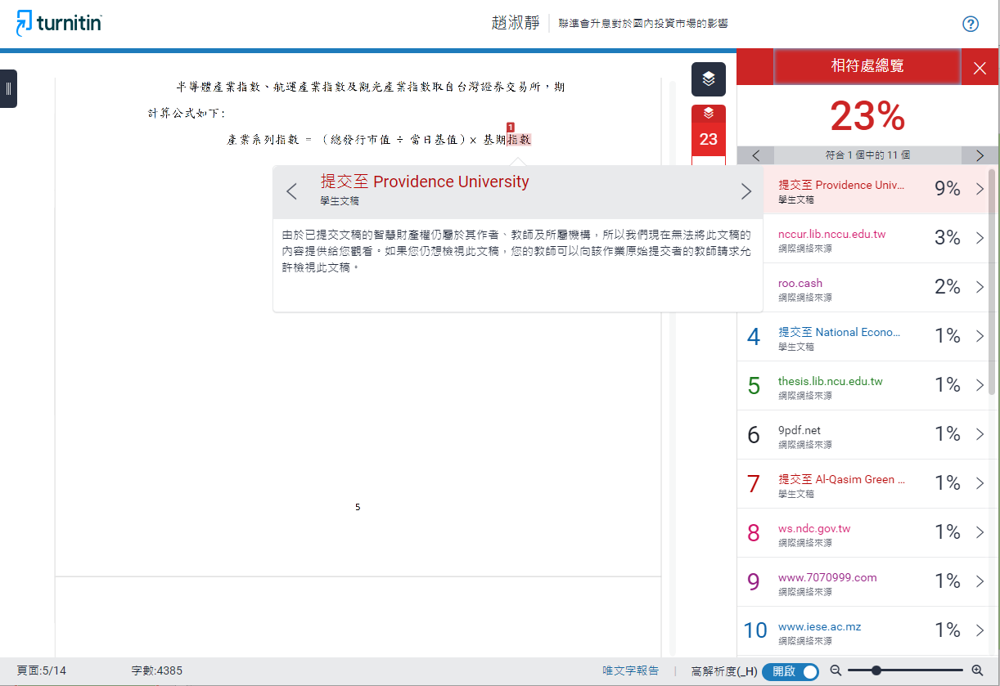 turnitin
趙淑靜
聯準會升息對於國內投資市場的影響
半導體產業指數、航運產業指數及觀光產業指數取自台灣證券交易所，期
計算公式如下：
產業系列指數 = （總發行市值 ÷ 當日基值）× 基期指數
1
提交至 Providence University
學生文稿
由於已提交文稿的智慧財產權仍屬於其作者、教師及所屬機構，所以我們現在無法將此文稿的
內容提供給您觀看。如果您仍想檢視此文稿，您的教師可以向該作業原始提交者的教師請求允
許檢視此文稿。
5
23
相符處總覽
23%
符合 1 個中的 11 個
提交至 Providence Univ... 9%
學生文稿
nccur.lib.nccu.edu.tw 3%
網際網絡來源
roo.cash 2%
網際網絡來源
4 提交至 National Econo... 1%
學生文稿
5 thesis.lib.ncu.edu.tw 1%
網際網絡來源
6 9pdf.net 1%
網際網絡來源
7 提交至 Al-Qasim Green ... 1%
學生文稿
8 ws.ndc.gov.tw 1%
網際網絡來源
9 www.7070999.com 1%
網際網絡來源
10 www.iese.ac.mz 1%
網際網絡來源
頁面:5/14 字數:4385 唯文字報告 | 高解析度(_H) 開啟